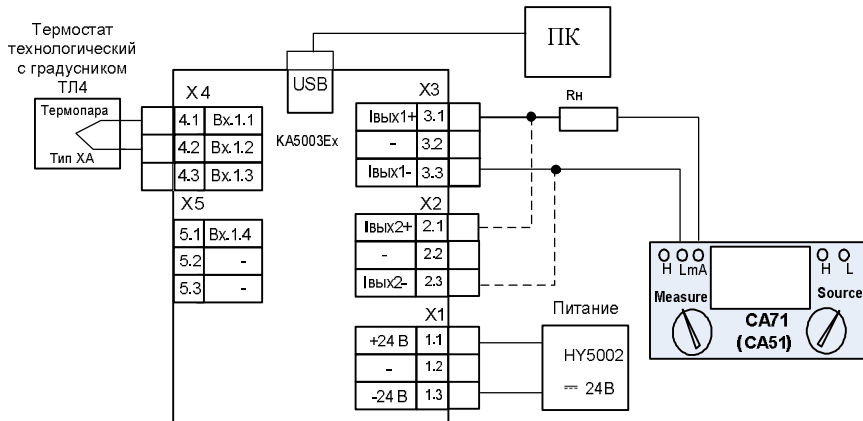 Термостат
технологический
с градусником
ТЛ4
Термопара
Тип ХА
X4
4.1 Вх.1.1
4.2 Вх.1.2
4.3 Вх.1.3
X5
5.1 Вх.1.4
5.2 -
5.3 -
USB
KA5003Ex
ПК
X3
Iвых1+ 3.1
- 3.2
Iвых1- 3.3
X2
Iвых2+ 2.1
- 2.2
Iвых2- 2.3
X1
+24 В 1.1
- 1.2
-24 В 1.3
Rн
Питание
HY5002
24В
H L mA
H L
Measure
Source
CA71
(CA51)